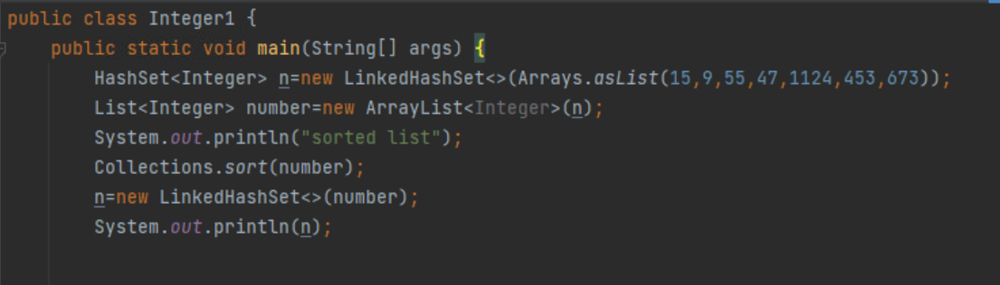 public class Integer1 {
    public static void main(String[] args) {
        HashSet<Integer> n=new LinkedHashSet<>(Arrays.asList(15,9,55,47,1124,453,673));
        List<Integer> number=new ArrayList<Integer>(n);
        System.out.println("sorted list");
        Collections.sort(number);
        n=new LinkedHashSet<>(number);
        System.out.println(n);